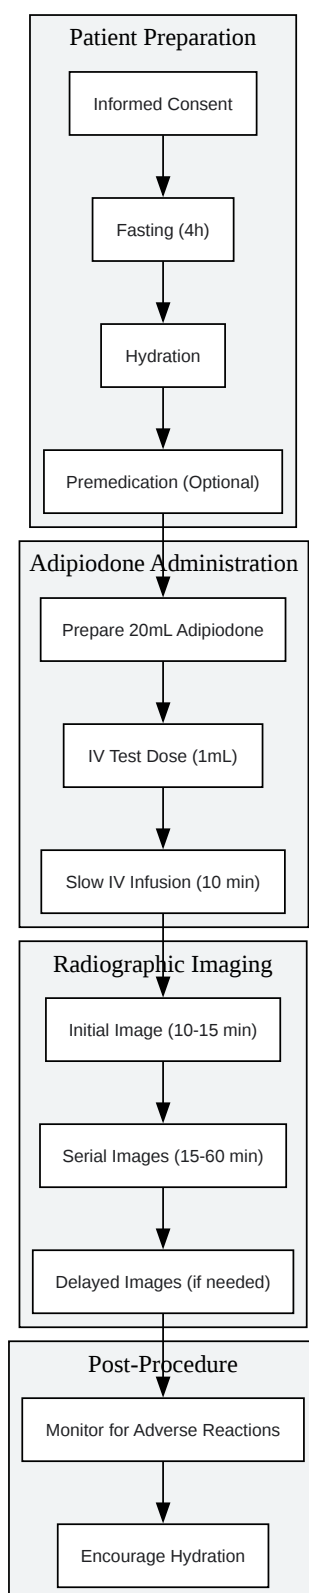 Patient Preparation
Informed Consent
Fasting (4h)
Hydration
Premedication (Optional)
Adipiodone Administration
Prepare 20mL Adipiodone
IV Test Dose (1mL)
Slow IV Infusion (10 min)
Radiographic Imaging
Initial Image (10-15 min)
Serial Images (15-60 min)
Delayed Images (if needed)
Post-Procedure
Monitor for Adverse Reactions
Encourage Hydration